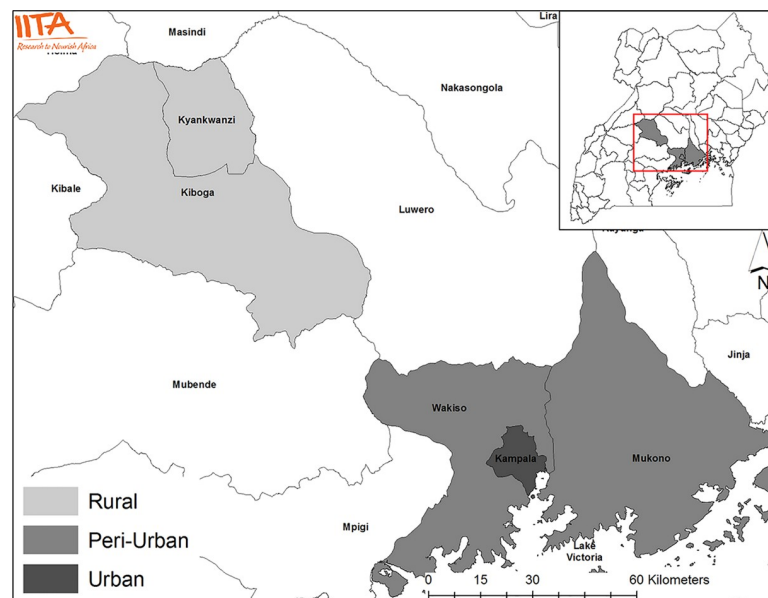 IITA
Research to Nourish Africa
Masindi
Lira
Nakasongola
Kyankwanzi
Kibale
Kiboga
Luwero
N
Jinja
Mubende
Wakiso
Kampala
Mukono
Rural
Peri-Urban
Urban
Mpigi
Lake
Victoria
0 15 30 60 Kilometers